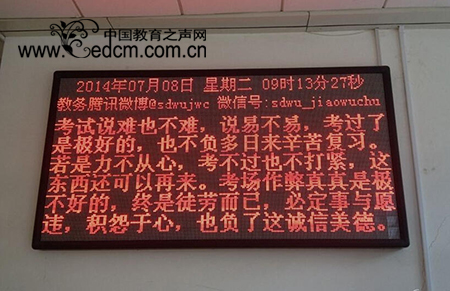 中国教育之声网
www.edcm.com.cn
2014年07月08日 星期二 09时13分27秒
教务腾讯微博@sdwujwc 微信号:sdwu_jiaowuchu
考试说难也不难，说易不易，考过了
是极好的，也不负多日来辛苦复习。
若是力不从心，考不过也不打紧，这
东西还可以再来。考场作弊真真是极
不好的，终是徒劳而已，必定事与愿
违，积怨于心，也负了这诚信美德。